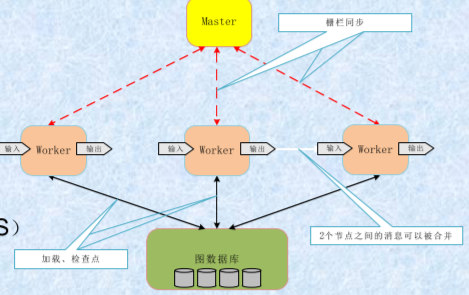 Master
栅栏同步
输入 Worker 输出
输入 Worker 输出
输入 Worker 输出
S）
2个节点之间的消息可以被合并
加载、检查点
图数据库